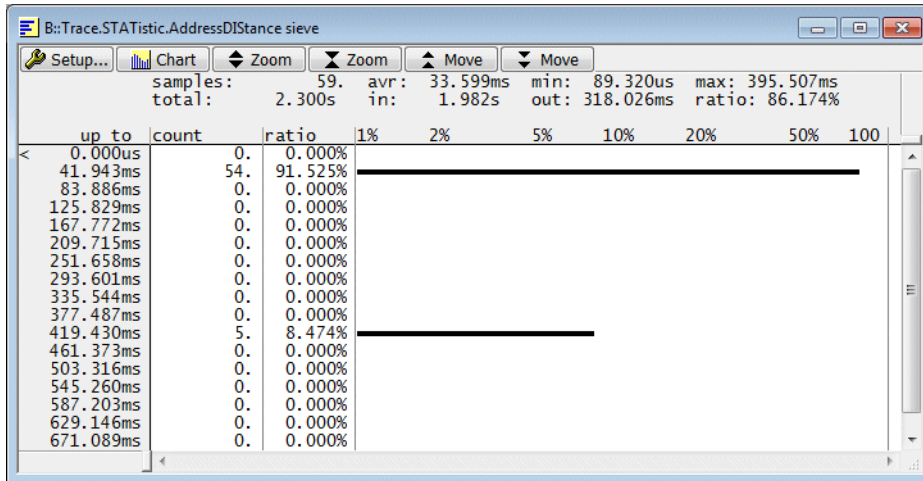 B::Trace.STATistic.AddressDIStance sieve
Setup... Chart Zoom Zoom Move Move
samples: 59. avr: 33.599ms min: 89.320us max: 395.507ms
total: 2.300s in: 1.982s out: 318.026ms ratio: 86.174%
up to count ratio 1% 2% 5% 10% 20% 50% 100
< 0.000us 0. 0.000%
41.943ms 54. 91.525%
83.886ms 0. 0.000%
125.829ms 0. 0.000%
167.772ms 0. 0.000%
209.715ms 0. 0.000%
251.658ms 0. 0.000%
293.601ms 0. 0.000%
335.544ms 0. 0.000%
377.487ms 0. 0.000%
419.430ms 5. 8.474%
461.373ms 0. 0.000%
503.316ms 0. 0.000%
545.260ms 0. 0.000%
587.203ms 0. 0.000%
629.146ms 0. 0.000%
671.089ms 0. 0.000%